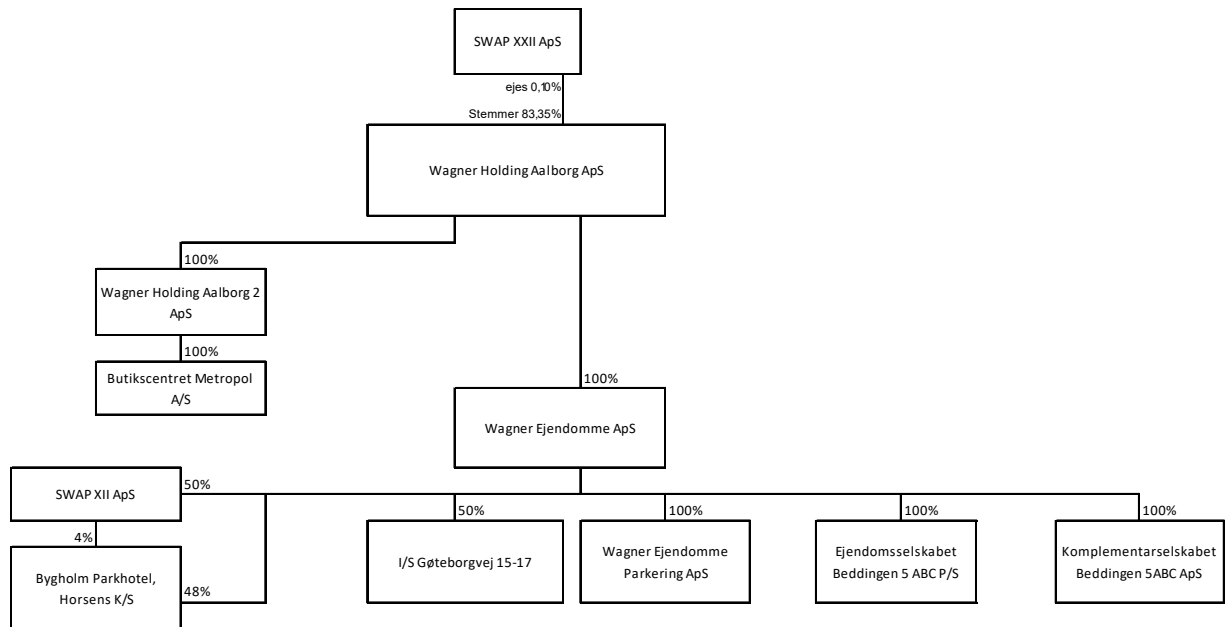 SWAP XXII ApS
ejes 0,10%
Stemmer 83,35%
Wagner Holding Aalborg ApS
100%
Wagner Holding Aalborg 2
ApS
100%
Butikscentret Metropol
A/S
100%
Wagner Ejendomme ApS
SWAP XII ApS
50%
4%
Bygholm Parkhotel,
Horsens K/S
48%
50%
I/S Gøteborgvej 15-17
100%
Wagner Ejendomme
Parkering ApS
100%
Ejendomsselskabet
Beddingen 5 ABC P/S
100%
Komplementarselskabet
Beddingen 5ABC ApS